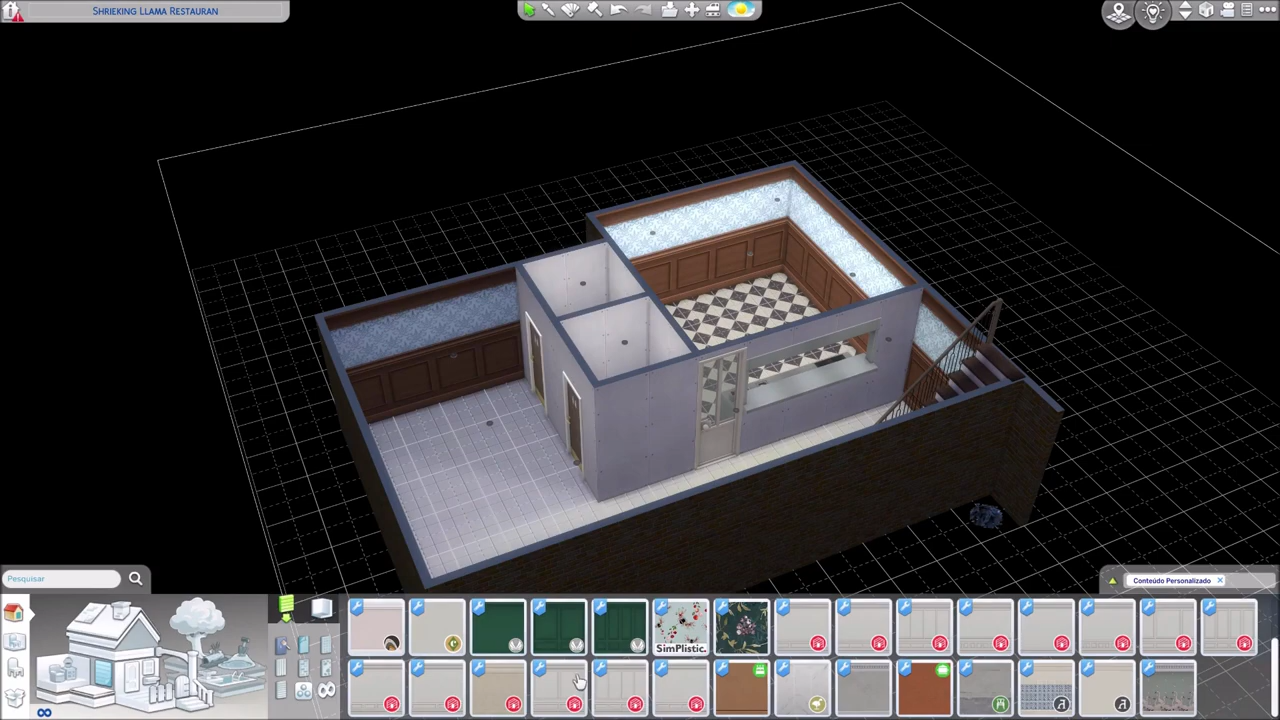 SHRIEKING LLAMA RESTAURAN
Pesquisar
Conteúdo Personalizado
SimPlistic.